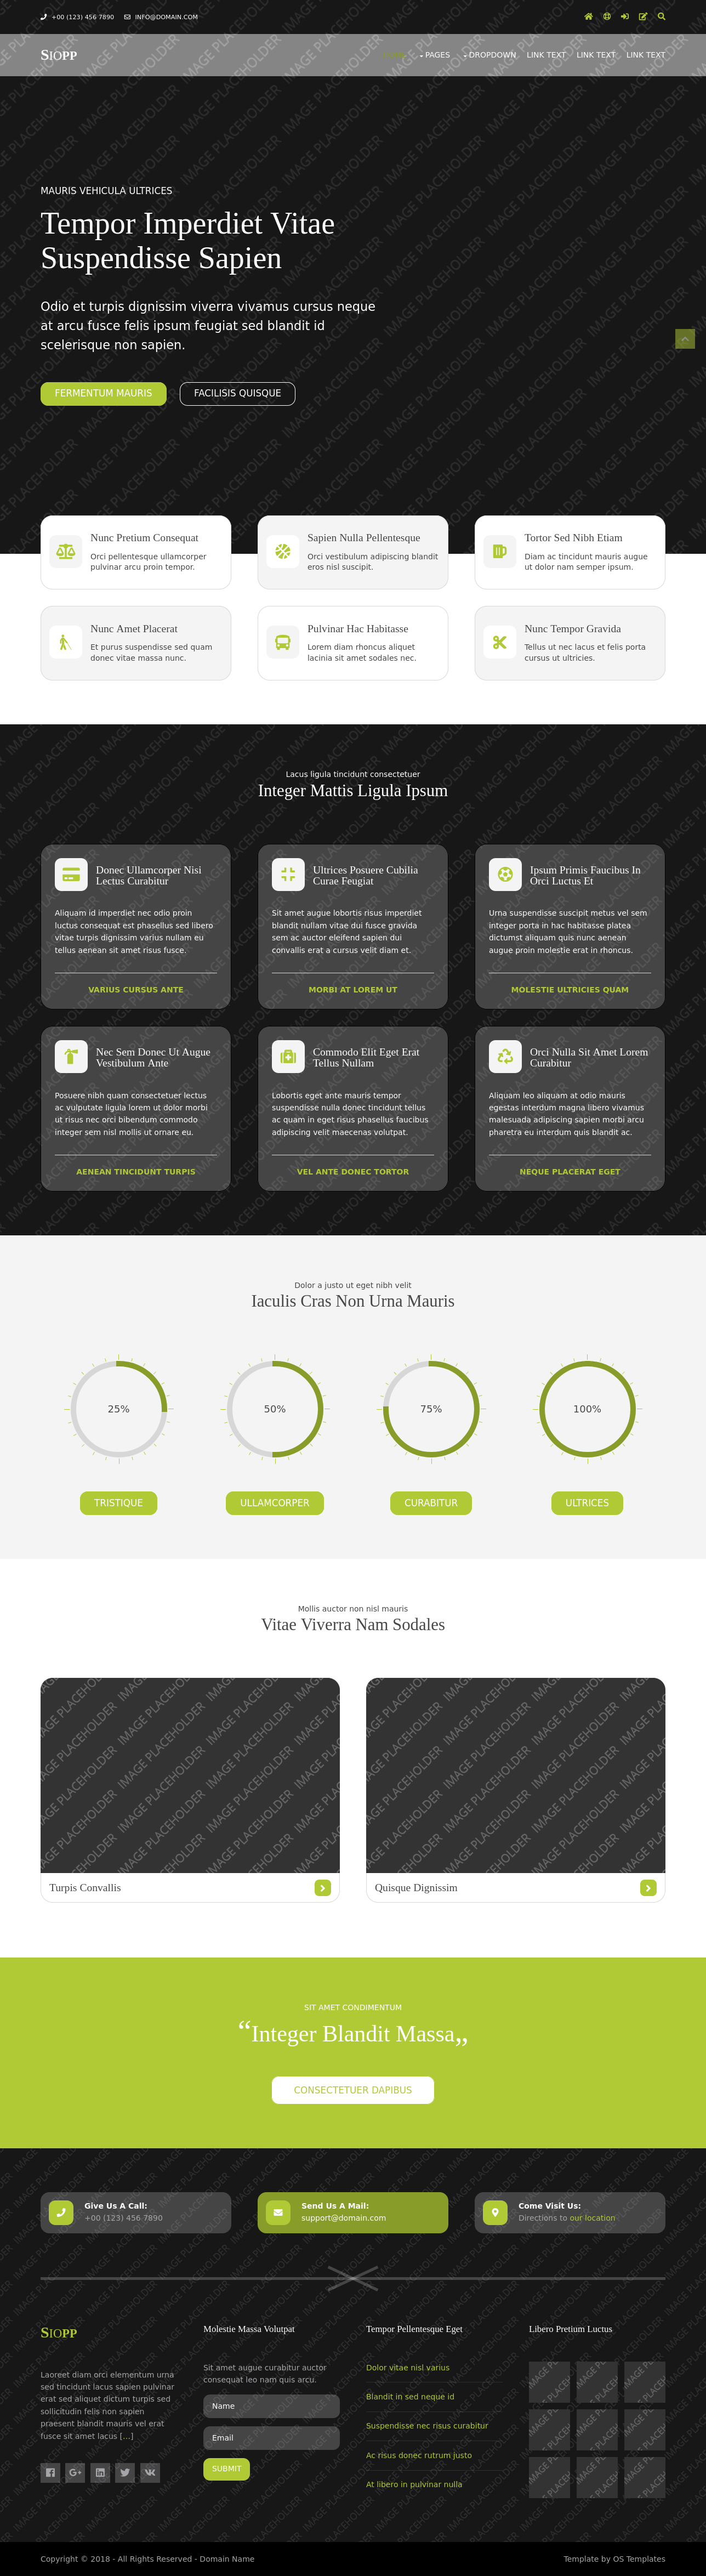 +00 (123) 456 7890 INFO@DOMAIN.COM
SIOPP
HOME PAGES DROPDOWN LINK TEXT LINK TEXT LINK TEXT
MAURIS VEHICULA ULTRICES
Tempor Imperdiet Vitae
Suspendisse Sapien
Odio et turpis dignissim viverra vivamus cursus neque
at arcu fusce felis ipsum feugiat sed blandit id
scelerisque non sapien.
FERMENTUM MAURIS
FACILISIS QUISQUE
Nunc Pretium Consequat
Orci pellentesque ullamcorper
pulvinar arcu proin tempor.
Sapien Nulla Pellentesque
Orci vestibulum adipiscing blandit
eros nisl suscipit.
Tortor Sed Nibh Etiam
Diam ac tincidunt mauris augue
ut dolor nam semper ipsum.
Nunc Amet Placerat
Et purus suspendisse sed quam
donec vitae massa nunc.
Pulvinar Hac Habitasse
Lorem diam rhoncus aliquet
lacinia sit amet sodales nec.
Nunc Tempor Gravida
Tellus ut nec lacus et felis porta
cursus ut ultricies.
Lacus ligula tincidunt consectetuer
Integer Mattis Ligula Ipsum
Donec Ullamcorper Nisi
Lectus Curabitur
Aliquam id imperdiet nec odio proin
luctus consequat est phasellus sed libero
vitae turpis dignissim varius nullam eu
tellus aenean sit amet risus fusce.
VARIUS CURSUS ANTE
Ultrices Posuere Cubilia
Curae Feugiat
Sit amet augue lobortis risus imperdiet
blandit nullam vitae dui fusce gravida
sem ac auctor eleifend sapien dui
convallis erat a cursus velit diam et.
MORBI AT LOREM UT
Ipsum Primis Faucibus In
Orci Luctus Et
Urna suspendisse suscipit metus vel sem
integer porta in hac habitasse platea
dictumst aliquam quis nunc aenean
augue proin molestie erat in rhoncus.
MOLESTIE ULTRICIES QUAM
Nec Sem Donec Ut Augue
Vestibulum Ante
Posuere nibh quam consectetuer lectus
ac vulputate ligula lorem ut dolor morbi
ut risus nec orci bibendum commodo
integer sem nisl mollis ut ornare eu.
AENEAN TINCIDUNT TURPIS
Commodo Elit Eget Erat
Tellus Nullam
Lobortis eget ante mauris tempor
suspendisse nulla donec tincidunt tellus
ac quam in eget risus phasellus faucibus
adipiscing velit maecenas volutpat.
VEL ANTE DONEC TORTOR
Orci Nulla Sit Amet Lorem
Curabitur
Aliquam leo aliquam at odio mauris
egestas interdum magna libero vivamus
malesuada adipiscing sapien morbi arcu
pharetra eu interdum quis blandit ac.
NEQUE PLACERAT EGET
Dolor a justo ut eget nibh velit
Iaculis Cras Non Urna Mauris
25%
50%
75%
100%
TRISTIQUE
ULLAMCORPER
CURABITUR
ULTRICES
Mollis auctor non nisl mauris
Vitae Viverra Nam Sodales
IMAGE PLACEHOLDER
IMAGE PLACEHOLDER
Turpis Convallis
Quisque Dignissim
SIT AMET CONDIMENTUM
“Integer Blandit Massa„
CONSECTETUER DAPIBUS
Give Us A Call:
+00 (123) 456 7890
Send Us A Mail:
support@domain.com
Come Visit Us:
Directions to our location
SIOPP
Laoreet diam orci elementum urna
sed tincidunt lacus sapien pulvinar
erat sed aliquet dictum turpis sed
sollicitudin felis non sapien
praesent blandit mauris vel erat
fusce sit amet lacus […]
Molestie Massa Volutpat
Sit amet augue curabitur auctor
consequat leo nam quis arcu.
Name
Email
SUBMIT
Tempor Pellentesque Eget
Dolor vitae nisl varius
Blandit in sed neque id
Suspendisse nec risus curabitur
Ac risus donec rutrum justo
At libero in pulvinar nulla
Libero Pretium Luctus
Copyright © 2018 - All Rights Reserved - Domain Name
Template by OS Templates